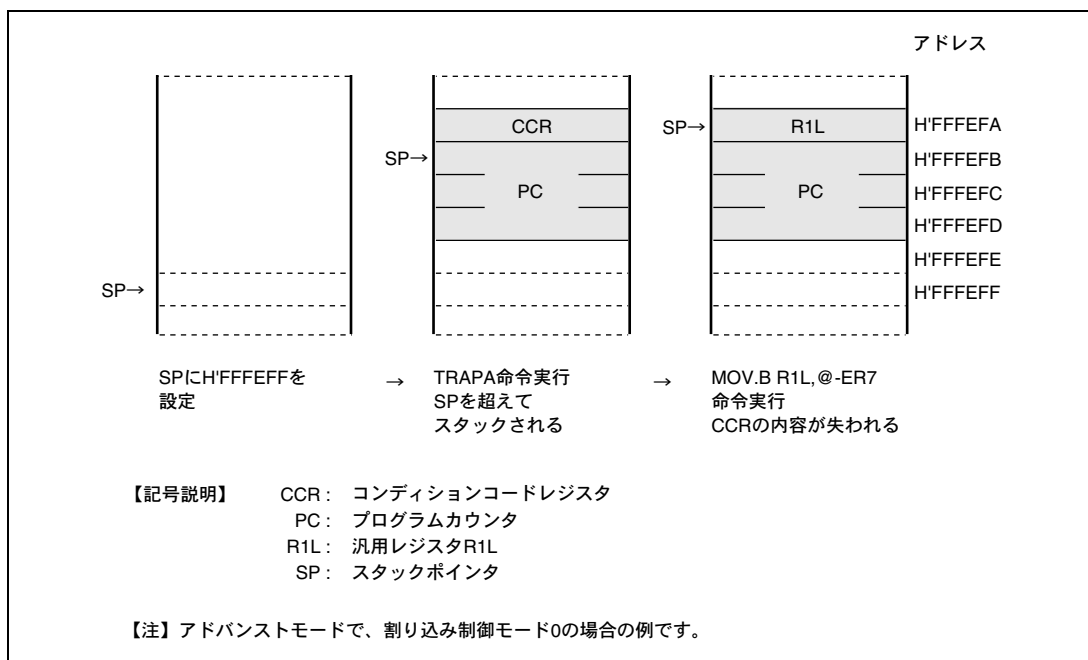 アドレス
CCR
SP→
R1L
H'FFFEFA
SP→
H'FFFEFB
PC
PC
H'FFFEFC
H'FFFEFD
H'FFFEFE
SP→
H'FFFEFF
SPにH'FFFEFFを
設定
→
TRAPA命令実行
SPを超えて
スタックされる
→
MOV.B R1L,@-ER7
命令実行
CCRの内容が失われる
【記号説明】 CCR : コンディションコードレジスタ
PC : プログラムカウンタ
R1L : 汎用レジスタR1L
SP : スタックポインタ
【注】アドバンストモードで、割り込み制御モード0の場合の例です。